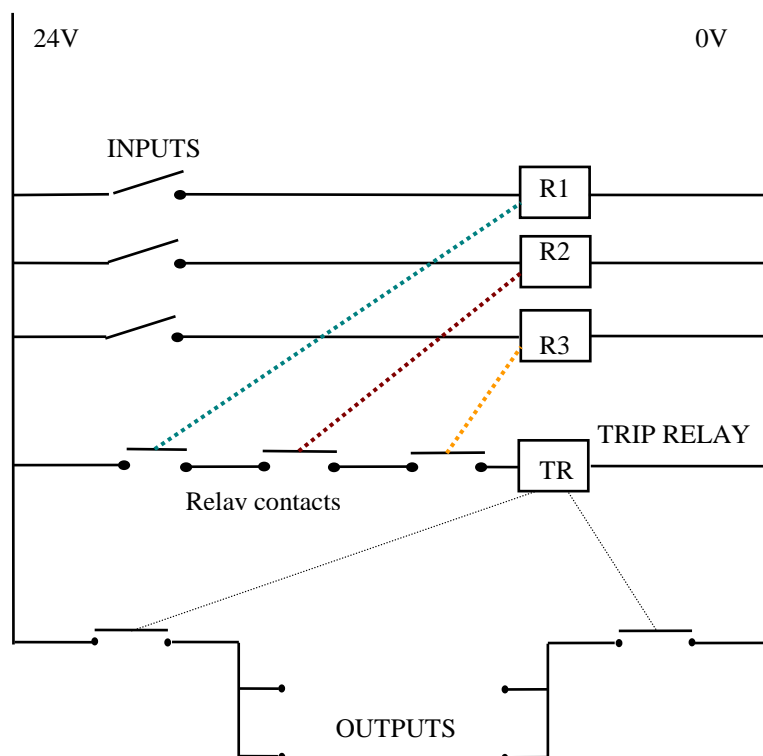 24V 0V
INPUTS
R1
R2
R3
TRIP RELAY
TR
Relav contacts
OUTPUTS